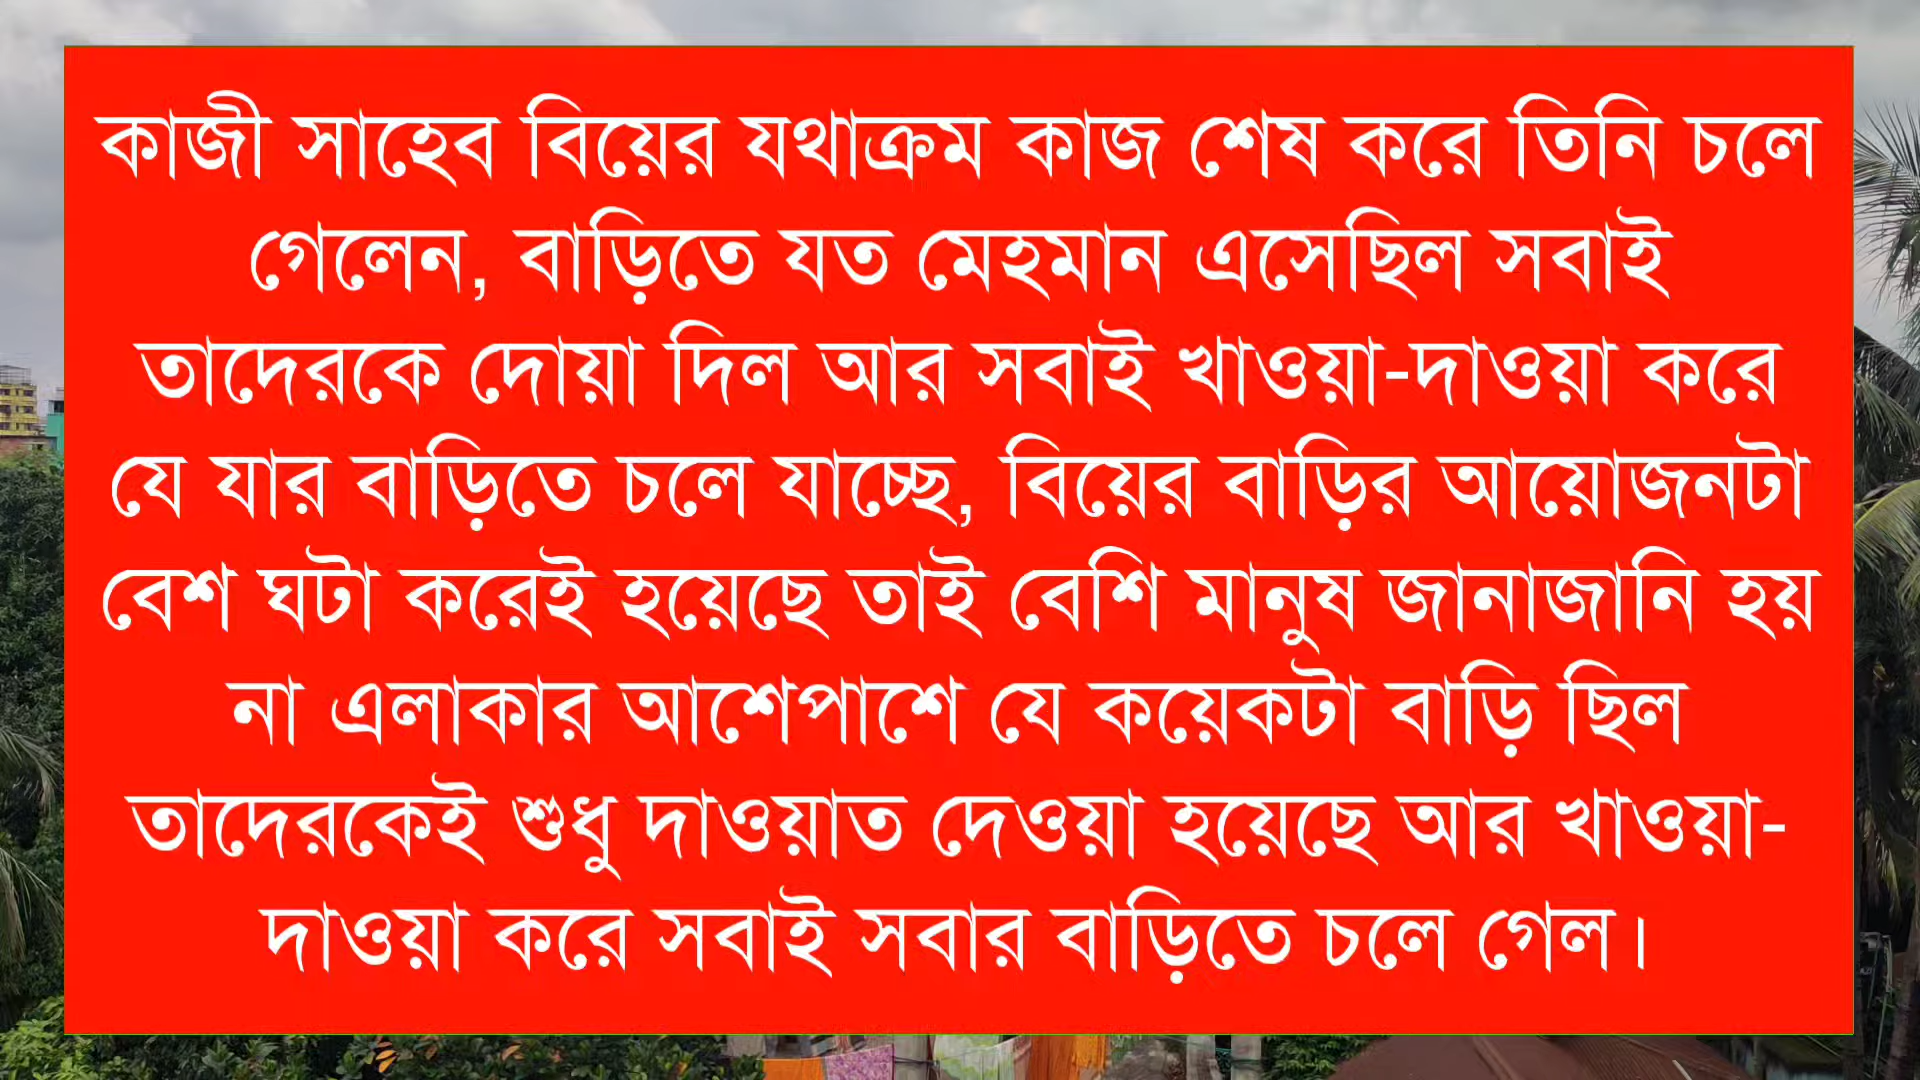 কাজী সাহেব বিয়ের যথাক্রম কাজ শেষ করে তিনি চলে
গেলেন, বাড়িতে যত মেহমান এসেছিল সবাই
তাদেরকে দোয়া দিল আর সবাই খাওয়া-দাওয়া করে
যে যার বাড়িতে চলে যাচ্ছে, বিয়ের বাড়ির আয়োজনটা
বেশ ঘটা করেই হয়েছে তাই বেশি মানুষ জানাজানি হয়
না এলাকার আশেপাশে যে কয়েকটা বাড়ি ছিল
তাদেরকেই শুধু দাওয়াত দেওয়া হয়েছে আর খাওয়া-
দাওয়া করে সবাই সবার বাড়িতে চলে গেল।